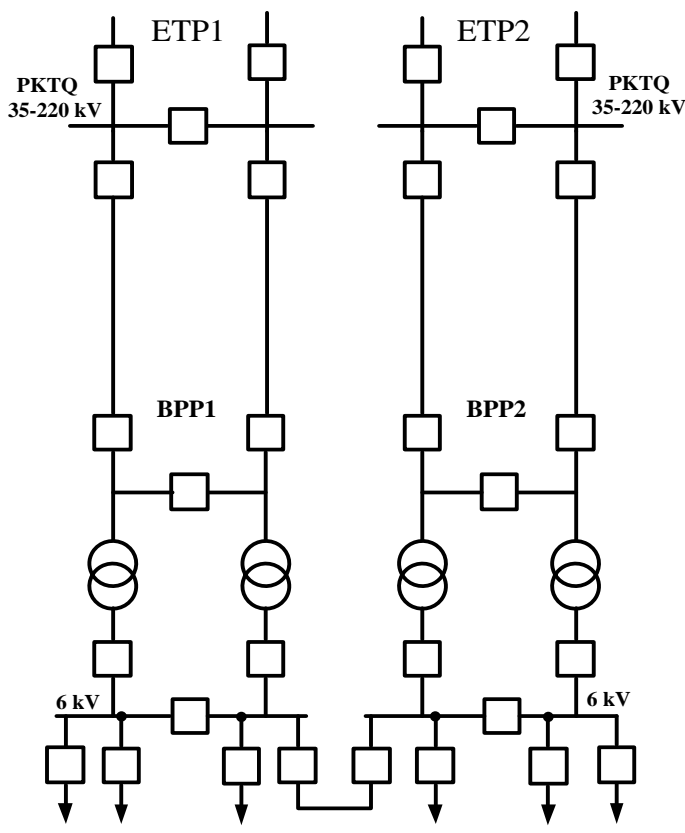 ETP1
ETP2
PKTQ
35-220 kV
PKTQ
35-220 kV
BPP1
BPP2
6 kV
6 kV